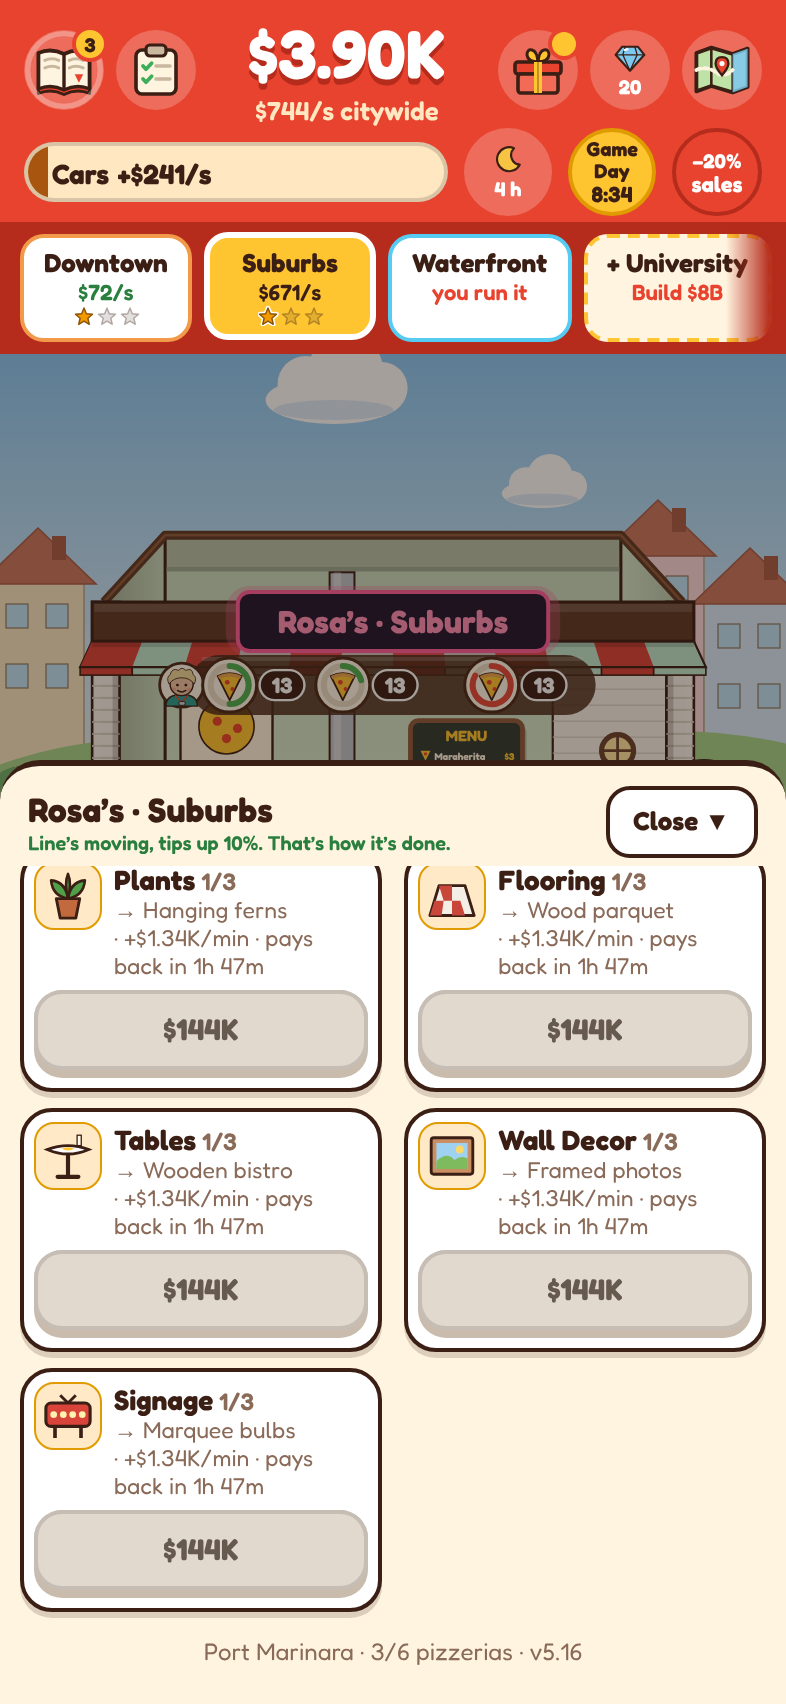 3
$3.90K
$744/s citywide
20
Cars +$241/s
4 h
Game
Day
8:34
−20%
sales
Downtown
$72/s
Suburbs
$671/s
Waterfront
you run it
+ University
Build $8B
Rosa's · Suburbs
13
13
13
MENU
Margherita $3
Rosa's · Suburbs
Line's moving, tips up 10%. That's how it's done.
Close ▼
Plants 1/3
→ Hanging ferns
· +$1.34K/min · pays
back in 1h 47m
$144K
Flooring 1/3
→ Wood parquet
· +$1.34K/min · pays
back in 1h 47m
$144K
Tables 1/3
→ Wooden bistro
· +$1.34K/min · pays
back in 1h 47m
$144K
Wall Decor 1/3
→ Framed photos
· +$1.34K/min · pays
back in 1h 47m
$144K
Signage 1/3
→ Marquee bulbs
· +$1.34K/min · pays
back in 1h 47m
$144K
Port Marinara · 3/6 pizzerias · v5.16